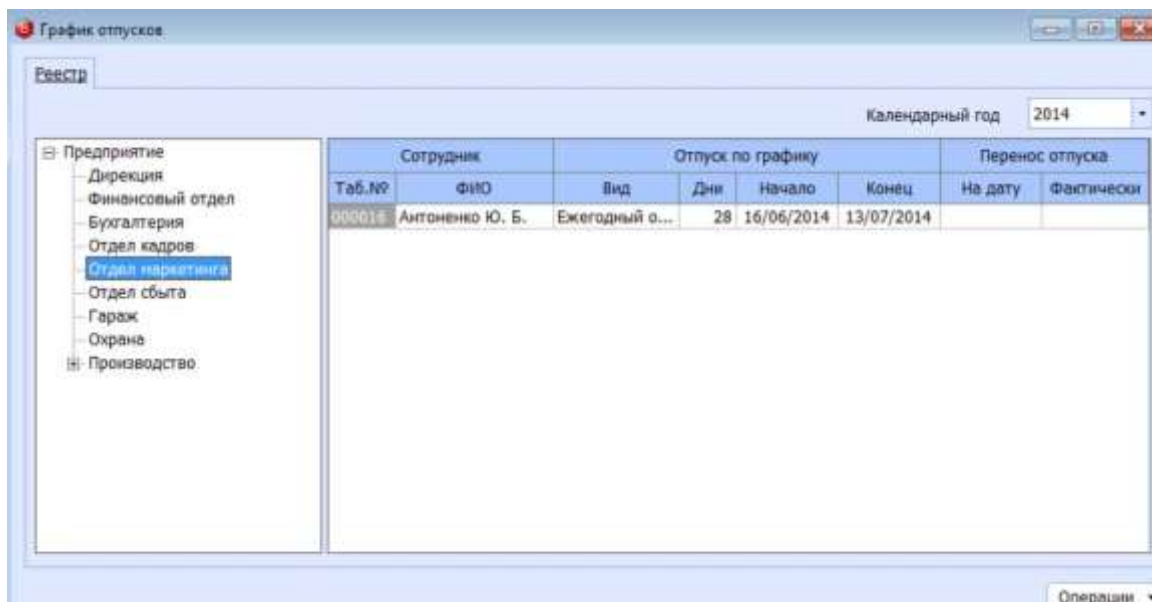 График отпусков
Реестр
Календарный год 2014
Предприятие
Дирекция
Финансовый отдел
Бухгалтерия
Отдел кадров
Отдел маркетинга
Отдел сбыта
Гараж
Охрана
Производство
Сотрудник Отпуск по графику Перенос отпуска
Таб.№ ФИО Вид Дни Начало Конец На дату Фактически
000016 Антоненко Ю. Б. Ежегодный о... 28 16/06/2014 13/07/2014
Операции